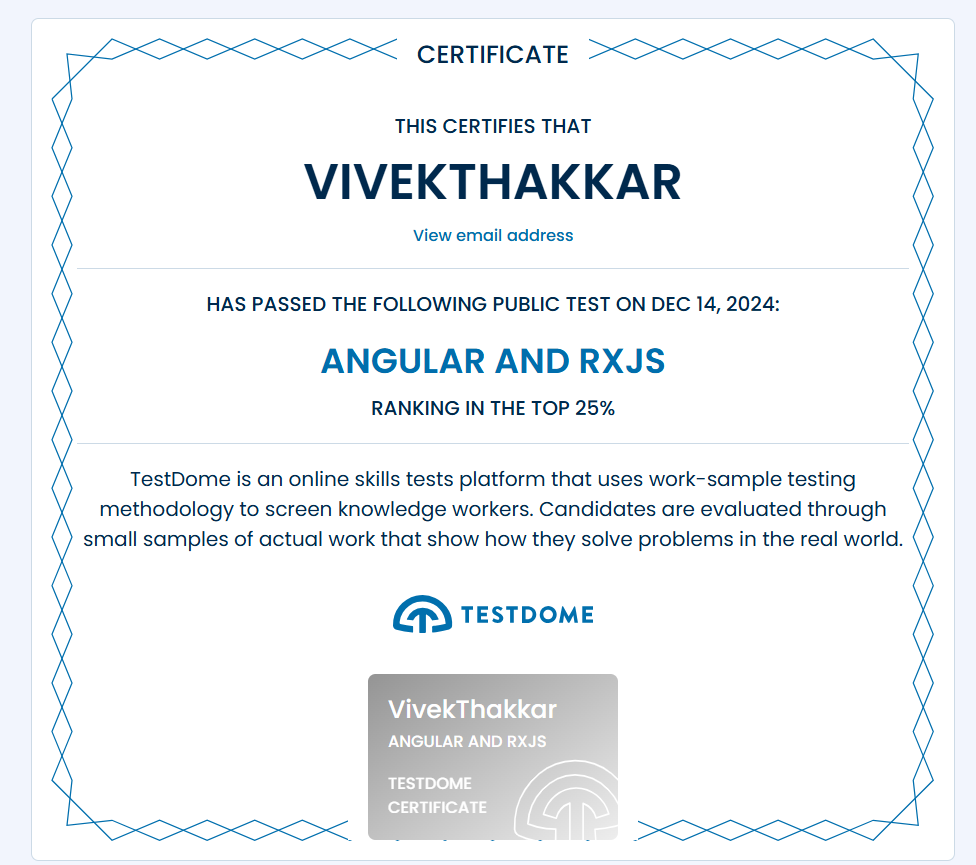 CERTIFICATE
THIS CERTIFIES THAT
VIVEKTHAKKAR
View email address
HAS PASSED THE FOLLOWING PUBLIC TEST ON DEC 14, 2024:
ANGULAR AND RXJS
RANKING IN THE TOP 25%
TestDome is an online skills tests platform that uses work-sample testing
methodology to screen knowledge workers. Candidates are evaluated through
small samples of actual work that show how they solve problems in the real world.
TESTDOME
VivekThakkar
ANGULAR AND RXJS
TESTDOME
CERTIFICATE